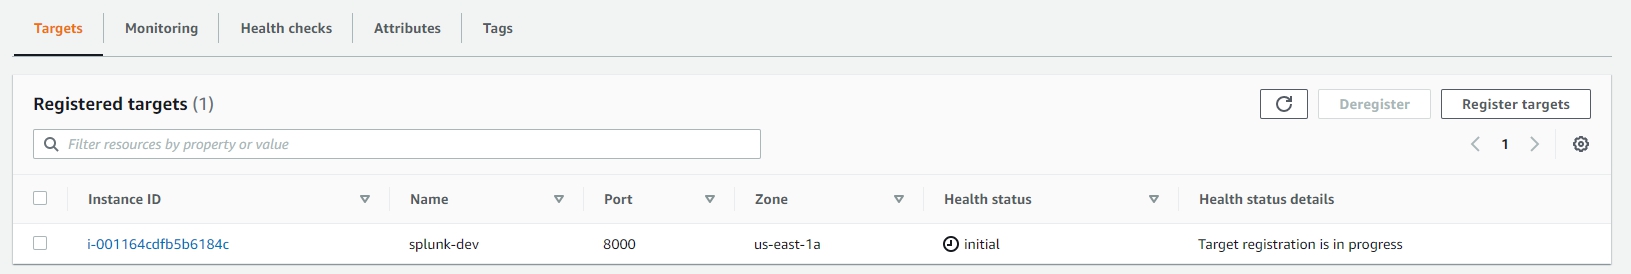 Targets Monitoring Health checks Attributes Tags
Registered targets (1) Deregister Register targets
Filter resources by property or value 1
Instance ID Name Port Zone Health status Health status details
i-001164cdfb5b6184c splunk-dev 8000 us-east-1a initial Target registration is in progress